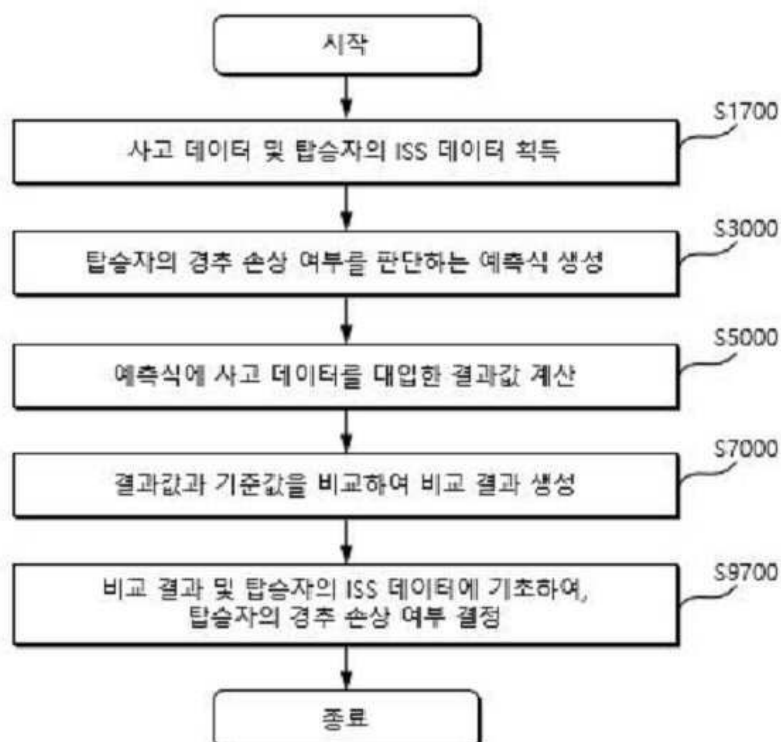 시작
S1700
사고 데이터 및 탑승자의 ISS 데이터 획득
S3000
탑승자의 경추 손상 여부를 판단하는 예측식 생성
S5000
예측식에 사고 데이터를 대입한 결과값 계산
S7000
결과값과 기준값을 비교하여 비교 결과 생성
S9700
비교 결과 및 탑승자의 ISS 데이터에 기초하여,
탑승자의 경추 손상 여부 결정
종료